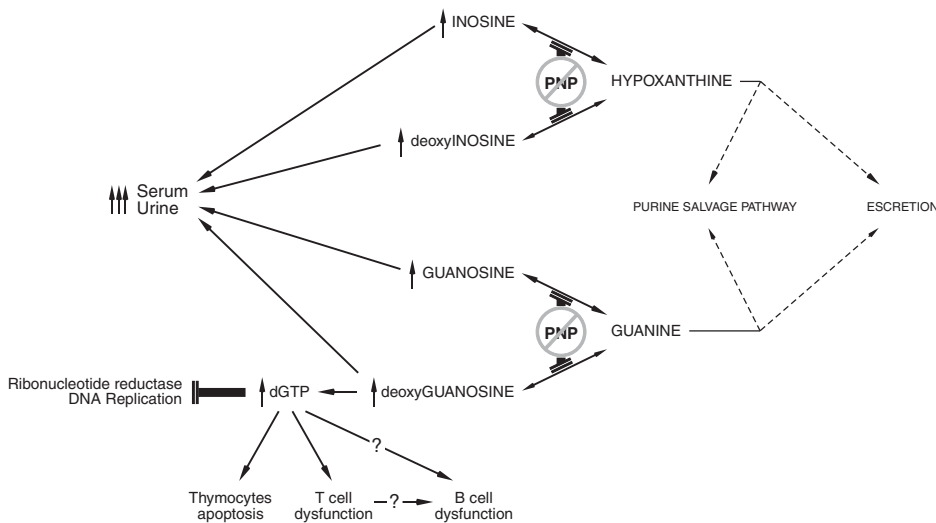 INOSINE
PNP
HYPOXANTHINE
deoxyINOSINE
Serum
Urine
PURINE SALVAGE PATHWAY
ESCRETION
GUANOSINE
PNP
GUANINE
Ribonucleotide reductase
DNA Replication
dGTP
deoxyGUANOSINE
?
Thymocytes
apoptosis
T cell
dysfunction
?
B cell
dysfunction